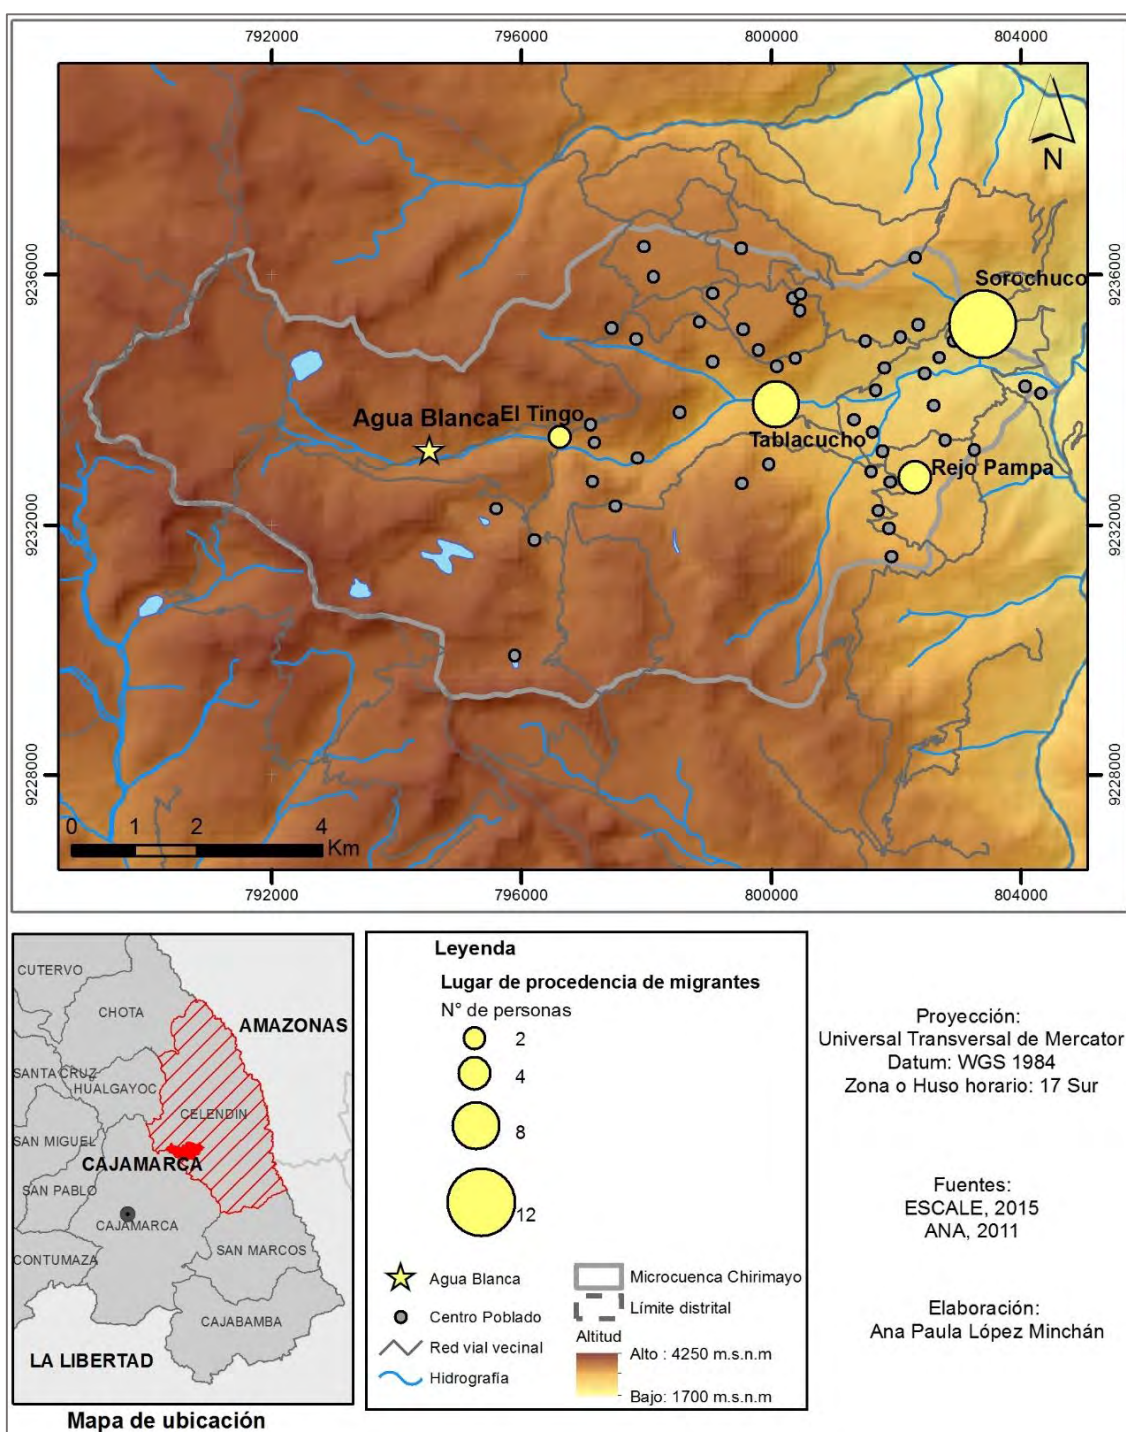 792000
796000
800000
804000
N
9236000
9236000
Sorochuco
Agua Blanca
El Tingo
Tablacucho
Rejo Pampa
9232000
9232000
9228000
9228000
0 1 2 4
Km
792000
796000
800000
804000
CUTERVO
CHOTA
AMAZONAS
SANTA CRUZ
HUALGAYOC
CELENDIN
SAN MIGUEL
CAJAMARCA
SAN PABLO
CAJAMARCA
SAN MARCOS
CONTUMAZA
CAJABAMBA
LA LIBERTAD
Mapa de ubicación
Leyenda
Lugar de procedencia de migrantes
N° de personas
2
4
8
12
Agua Blanca
Centro Poblado
Red vial vecinal
Hidrografía
Microcuenca Chirimayo
Límite distrital
Altitud
Alto : 4250 m.s.n.m
Bajo: 1700 m.s.n.m
Proyección:
Universal Transversal de Mercator
Datum: WGS 1984
Zona o Huso horario: 17 Sur
Fuentes:
ESCALE, 2015
ANA, 2011
Elaboración:
Ana Paula López Minchán